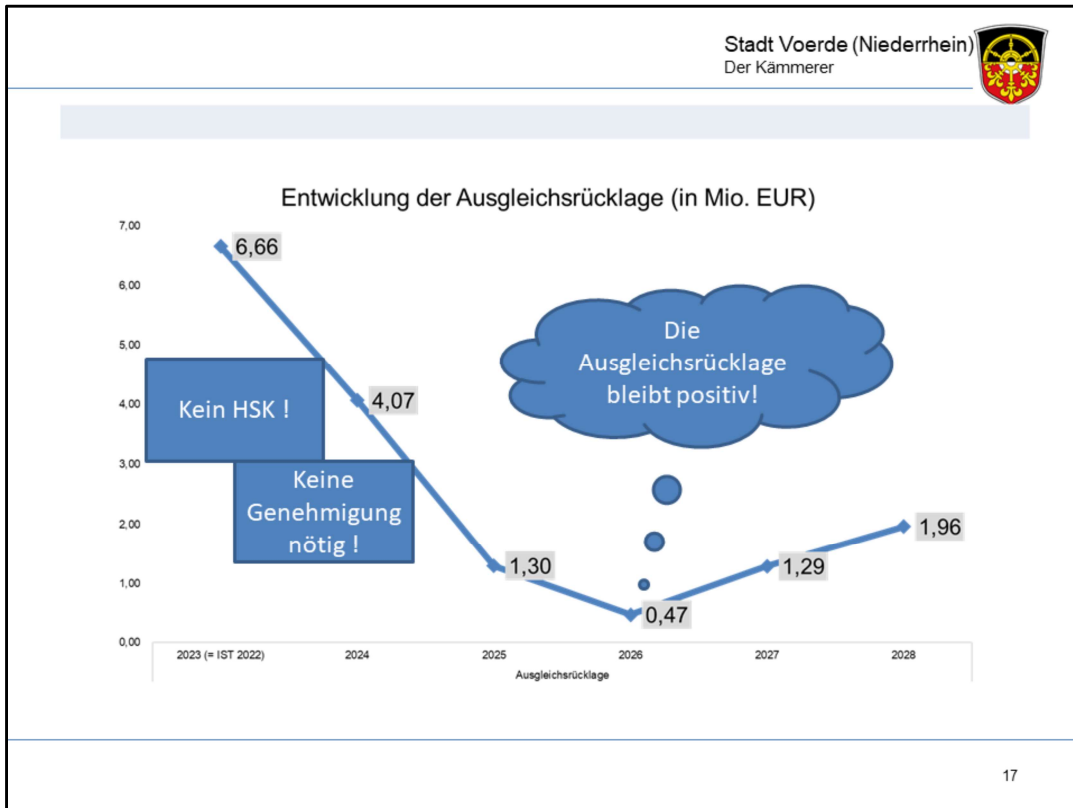 Stadt Voerde (Niederrhein)
Der Kämmerer
Entwicklung der Ausgleichsrücklage (in Mio. EUR)
7,00
6,00
5,00
4,00
3,00
2,00
1,00
0,00
6,66
4,07
1,30
0,47
1,29
1,96
Kein HSK !
Keine
Genehmigung
nötig !
Die
Ausgleichsrücklage
bleibt positiv!
2023 (= IST 2022)
2024
2025
2026
2027
2028
Ausgleichsrücklage
17